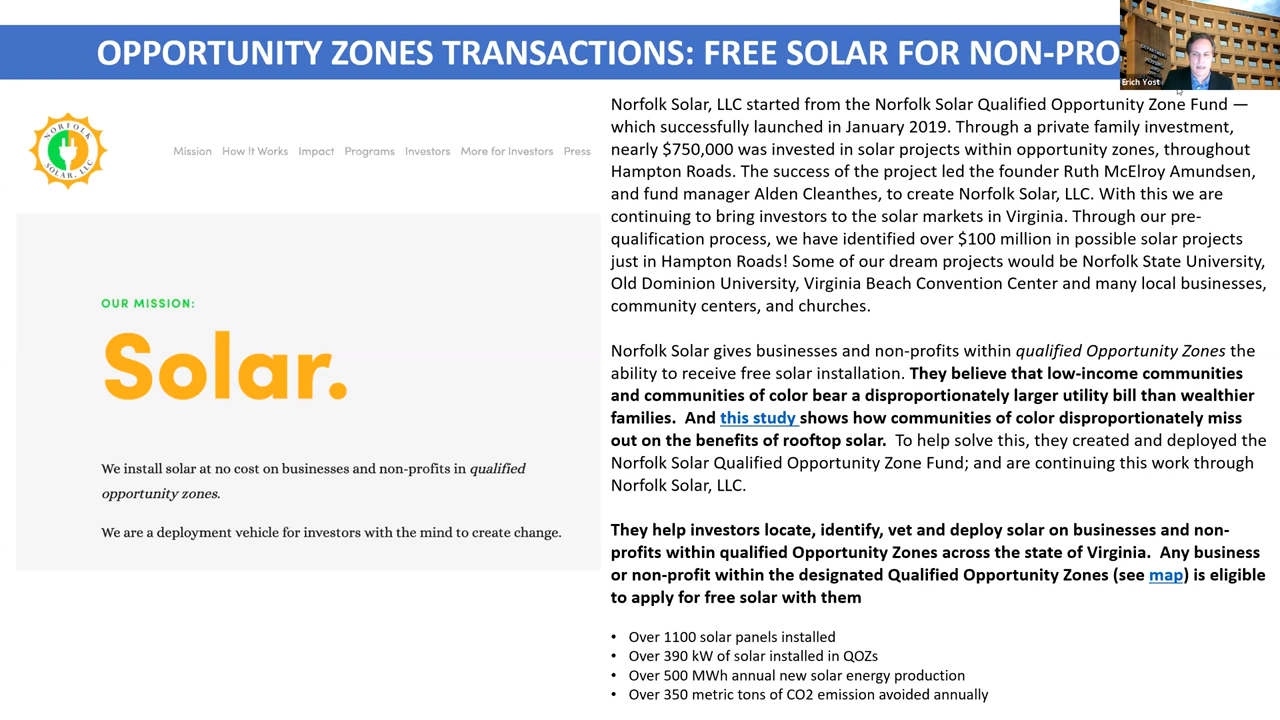 OPPORTUNITY ZONES TRANSACTIONS: FREE SOLAR FOR NON-PRO
Erich Yost
NORFOLK
SOLAR, LLC
Mission How It Works Impact Programs Investors More for Investors Press
OUR MISSION:
Solar.
We install solar at no cost on businesses and non-profits in qualified
opportunity zones.
We are a deployment vehicle for investors with the mind to create change.
Norfolk Solar, LLC started from the Norfolk Solar Qualified Opportunity Zone Fund —
which successfully launched in January 2019. Through a private family investment,
nearly $750,000 was invested in solar projects within opportunity zones, throughout
Hampton Roads. The success of the project led the founder Ruth McElroy Amundsen,
and fund manager Alden Cleanthes, to create Norfolk Solar, LLC. With this we are
continuing to bring investors to the solar markets in Virginia. Through our pre-
qualification process, we have identified over $100 million in possible solar projects
just in Hampton Roads! Some of our dream projects would be Norfolk State University,
Old Dominion University, Virginia Beach Convention Center and many local businesses,
community centers, and churches.
Norfolk Solar gives businesses and non-profits within qualified Opportunity Zones the
ability to receive free solar installation. They believe that low-income communities
and communities of color bear a disproportionately larger utility bill than wealthier
families. And this study shows how communities of color disproportionately miss
out on the benefits of rooftop solar. To help solve this, they created and deployed the
Norfolk Solar Qualified Opportunity Zone Fund; and are continuing this work through
Norfolk Solar, LLC.
They help investors locate, identify, vet and deploy solar on businesses and non-
profits within qualified Opportunity Zones across the state of Virginia. Any business
or non-profit within the designated Qualified Opportunity Zones (see map) is eligible
to apply for free solar with them
• Over 1100 solar panels installed
• Over 390 kW of solar installed in QOZs
• Over 500 MWh annual new solar energy production
• Over 350 metric tons of CO2 emission avoided annually